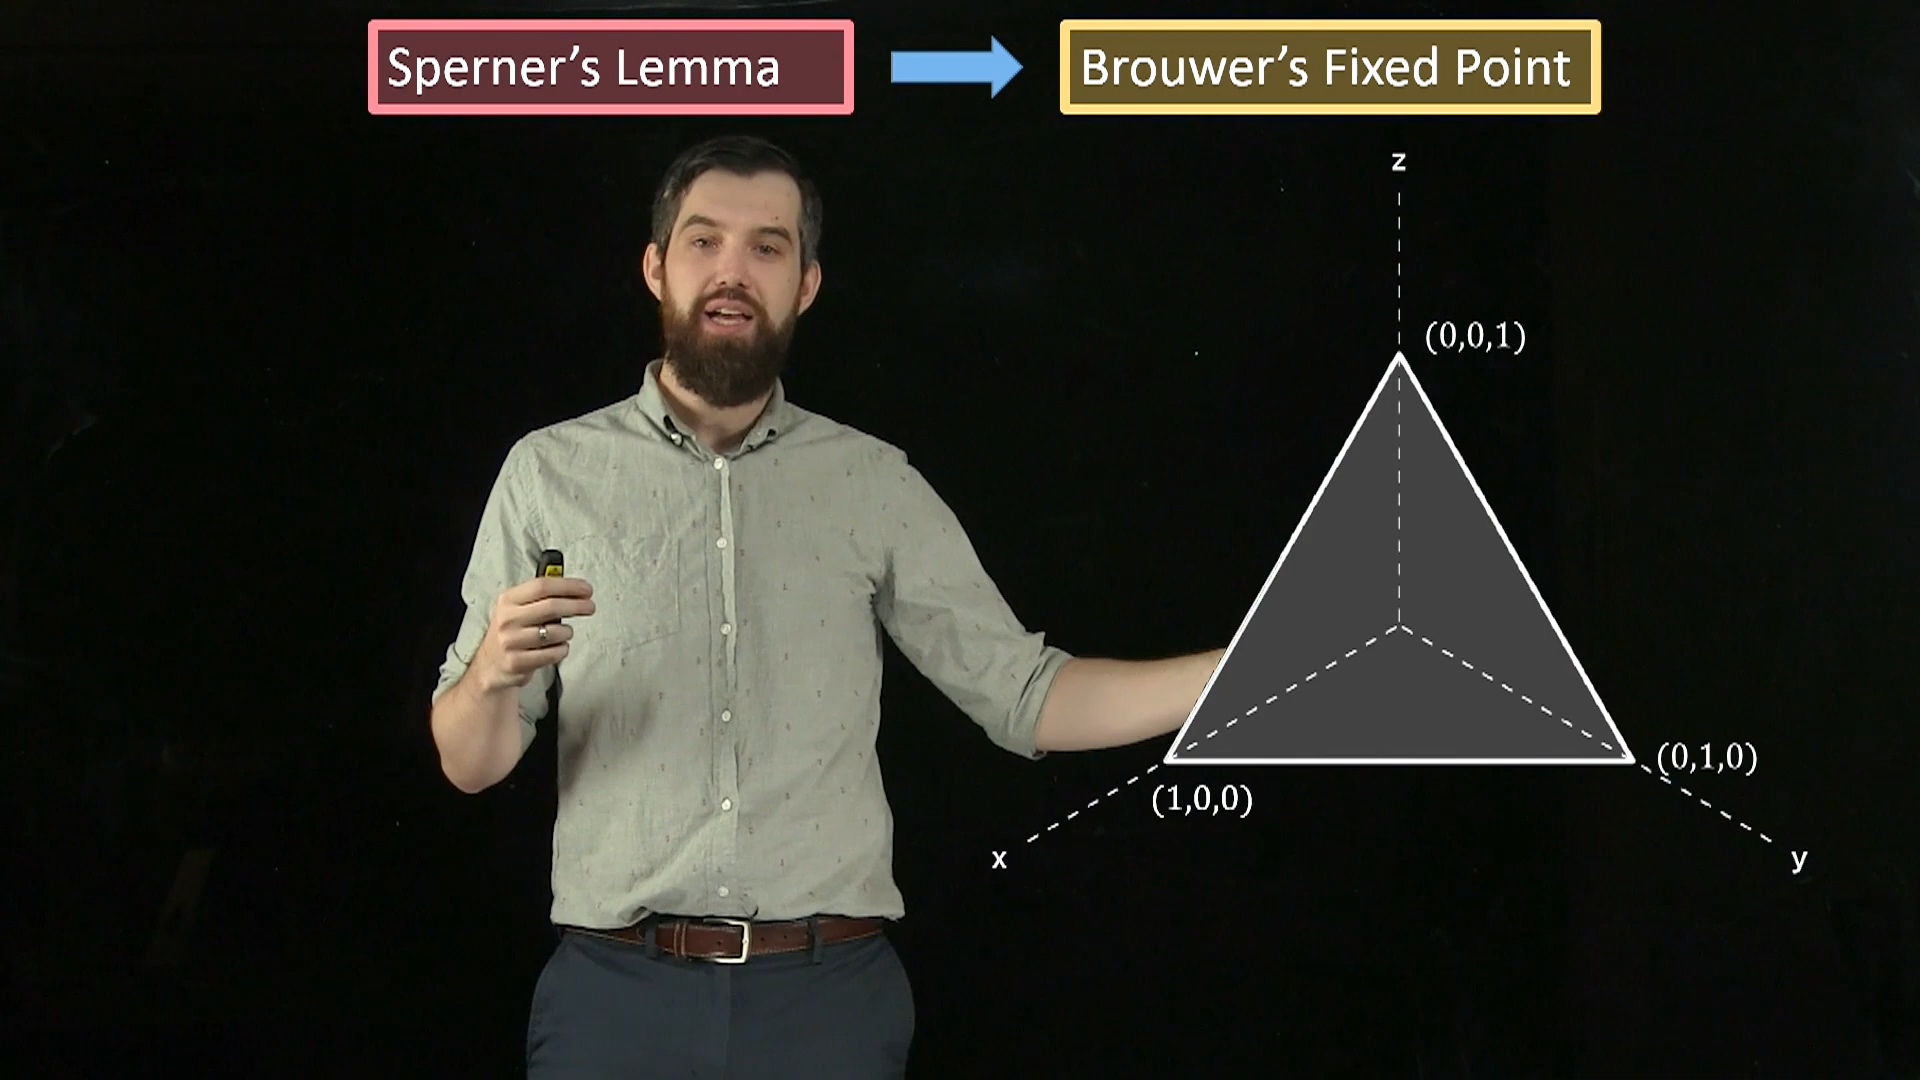 Sperner's Lemma
Brouwer's Fixed Point
z
(0,0,1)
(0,1,0)
(1,0,0)
x
y